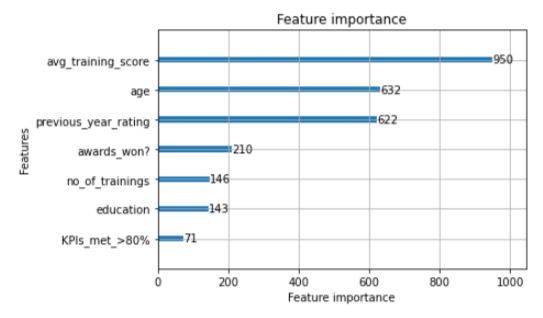 Feature importance
avg_training_score 950
age 632
previous_year_rating 622
awards_won? 210
no_of_trainings 146
education 143
KPIs_met_>80% 71
Features
0 200 400 600 800 1000
Feature importance